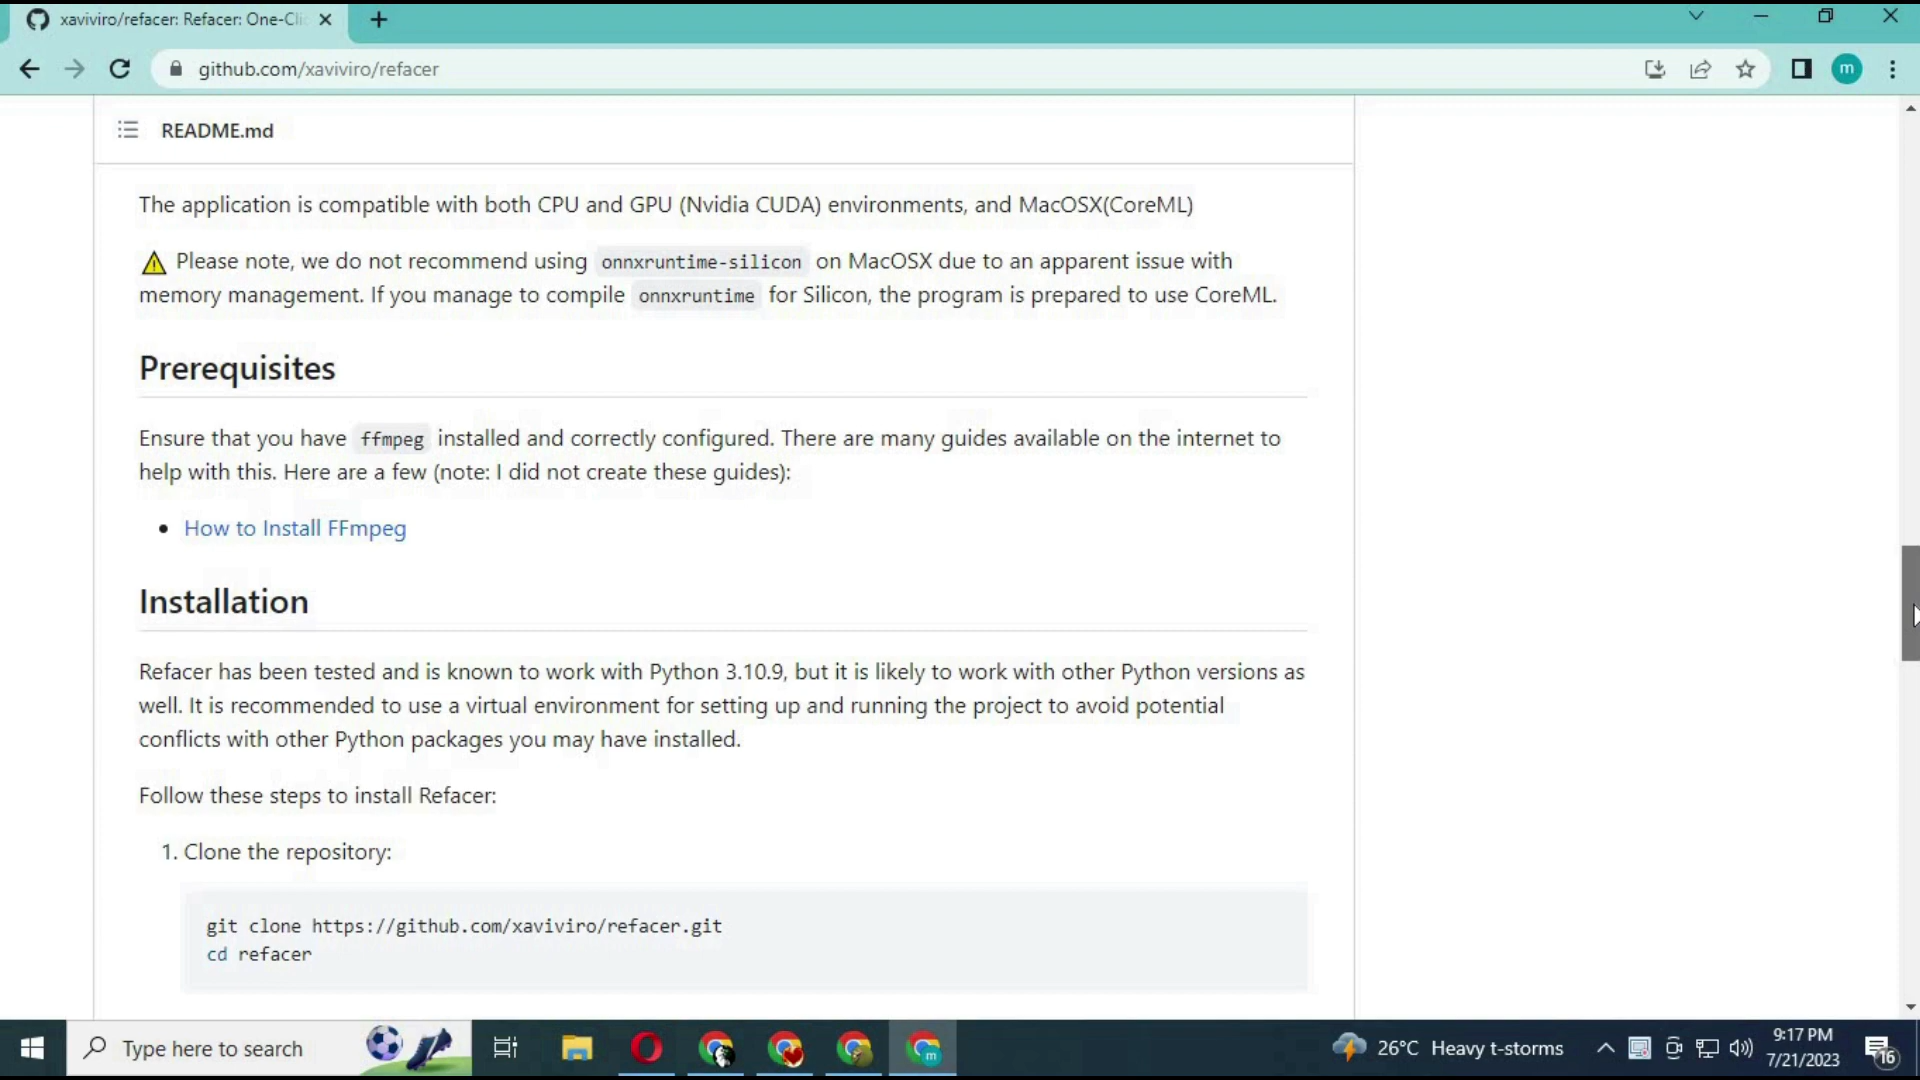 xaviviro/refacer: Refacer: One-Cli
github.com/xaviviro/refacer
m
README.md
The application is compatible with both CPU and GPU (Nvidia CUDA) environments, and MacOSX(CoreML)
Please note, we do not recommend using onnxruntime-silicon on MacOSX due to an apparent issue with
memory management. If you manage to compile onnxruntime for Silicon, the program is prepared to use CoreML.
Prerequisites
Ensure that you have ffmpeg installed and correctly configured. There are many guides available on the internet to
help with this. Here are a few (note: I did not create these guides):
• How to Install FFmpeg
Installation
Refacer has been tested and is known to work with Python 3.10.9, but it is likely to work with other Python versions as
well. It is recommended to use a virtual environment for setting up and running the project to avoid potential
conflicts with other Python packages you may have installed.
Follow these steps to install Refacer:
1. Clone the repository:
git clone https://github.com/xaviviro/refacer.git
cd refacer
Type here to search
m
26°C Heavy t-storms
9:17 PM
7/21/2023
16